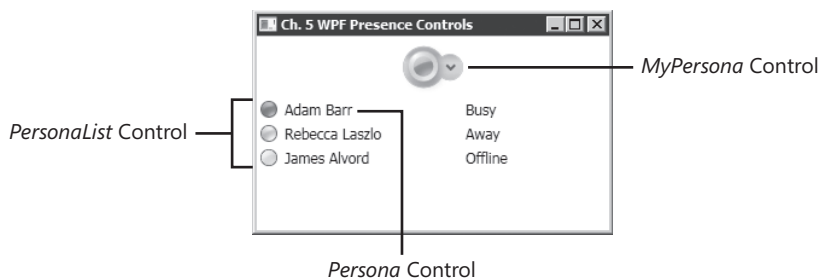 Ch. 5 WPF Presence Controls
MyPersona Control
PersonaList Control
Adam Barr Busy
Rebecca Laszlo Away
James Alvord Offline
Persona Control